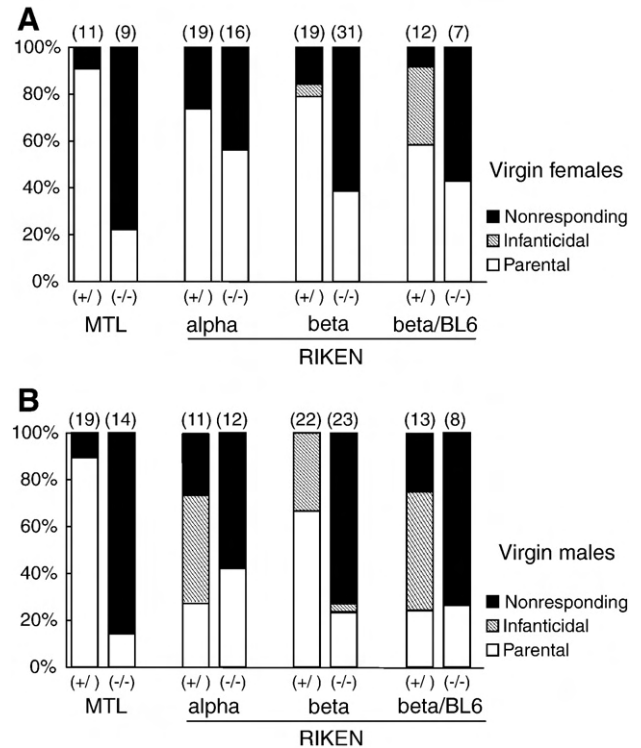 A
(11) (9) (19) (16) (19) (31) (12) (7)
100%
80%
60%
40%
20%
0%
Virgin females
Nonresponding
Infanticidal
Parental
(+/ ) (-/-) (+/ ) (-/-) (+/ ) (-/-) (+/ ) (-/-)
MTL alpha beta beta/BL6
RIKEN
B
(19) (14) (11) (12) (22) (23) (13) (8)
100%
80%
60%
40%
20%
0%
Virgin males
Nonresponding
Infanticidal
Parental
(+/ ) (-/-) (+/ ) (-/-) (+/ ) (-/-) (+/ ) (-/-)
MTL alpha beta beta/BL6
RIKEN